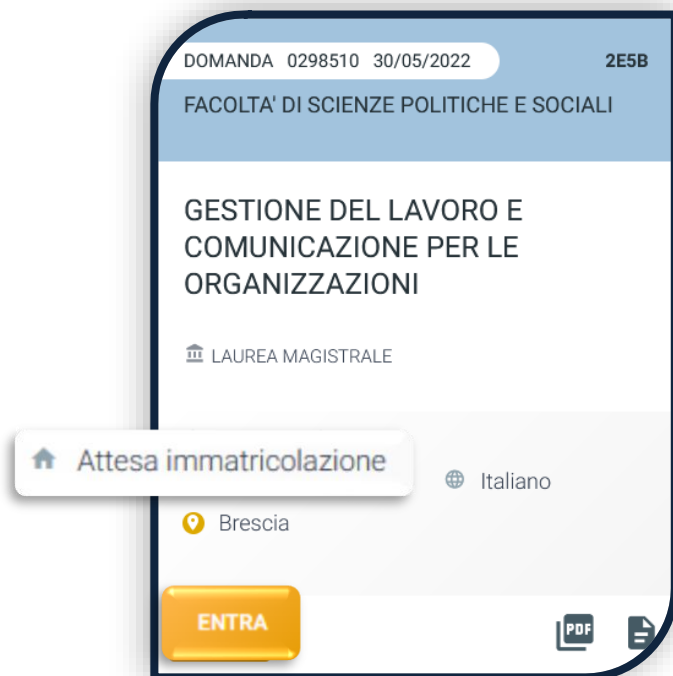 DOMANDA 0298510 30/05/2022 2E5B
FACOLTA' DI SCIENZE POLITICHE E SOCIALI
GESTIONE DEL LAVORO E
COMUNICAZIONE PER LE
ORGANIZZAZIONI
LAUREA MAGISTRALE
Attesa immatricolazione
Italiano
Brescia
ENTRA
PDF